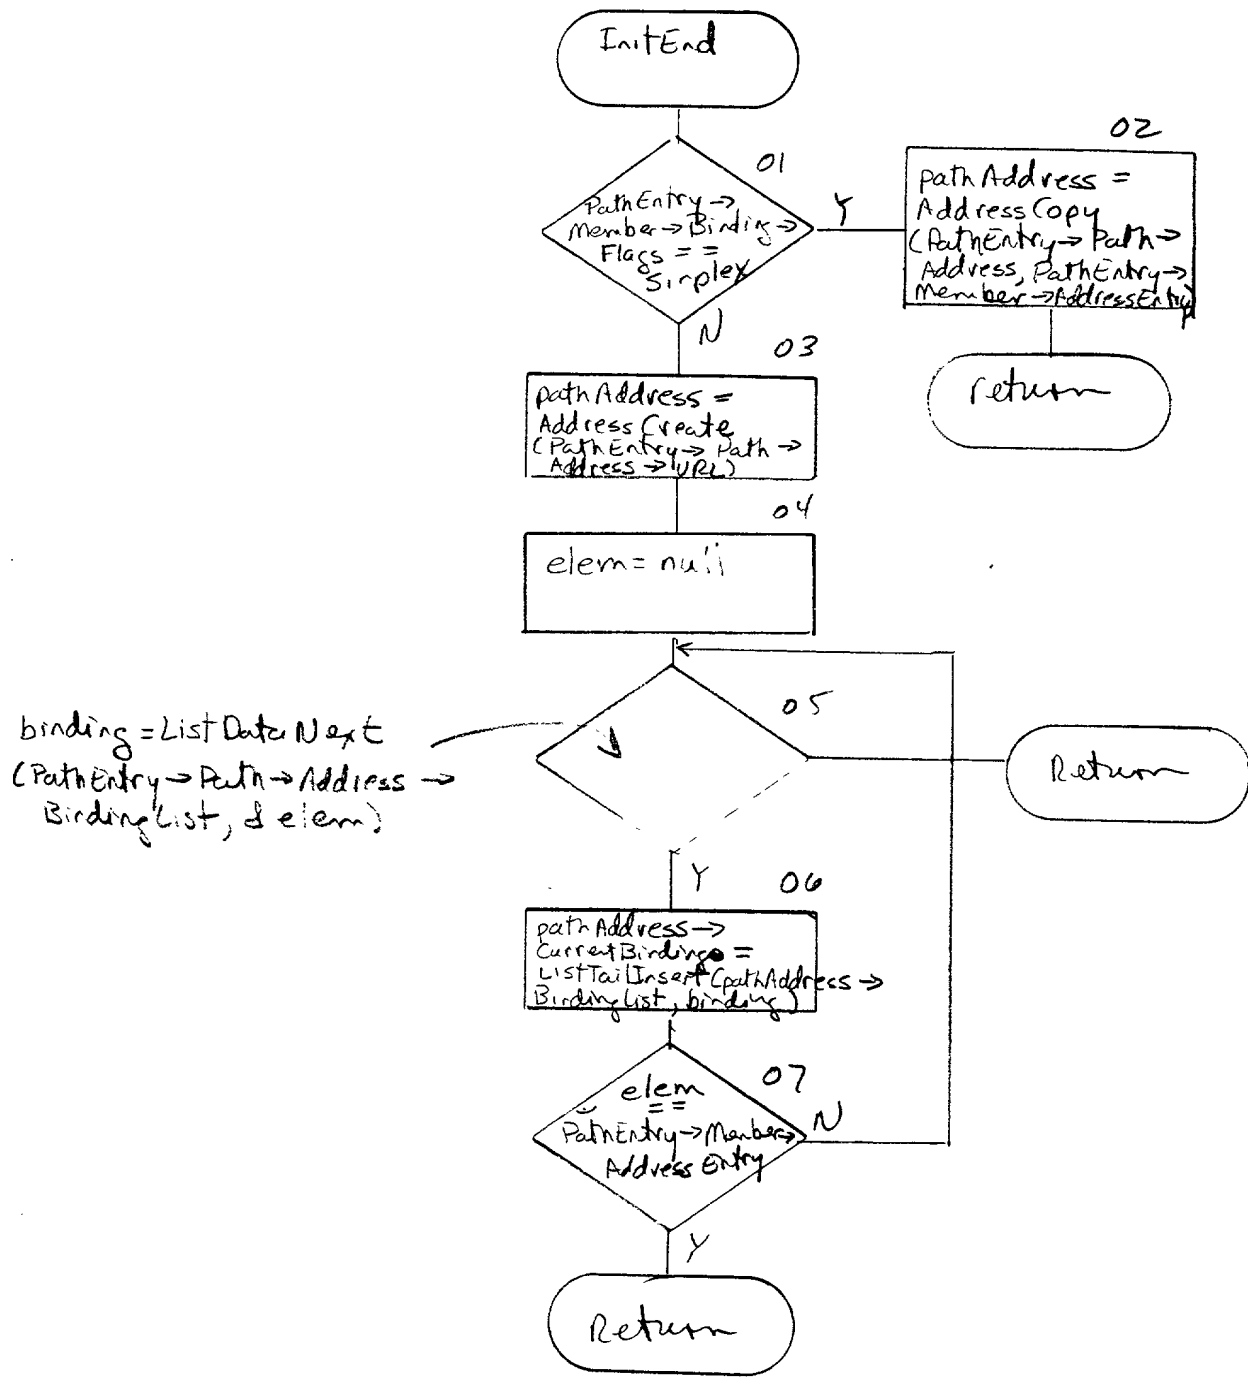 InitEnd
02
01
PathEntry→
Member→Binding→
Flags ==
Simplex
Y
pathAddress =
AddressCopy
(PathEntry→Path→
Address, PathEntry→
Member→AddressEntry)
N
return
03
pathAddress =
AddressCreate
(PathEntry→Path→
Address→URL)
04
elem = null
05
binding = ListDataNext
(PathEntry→Path→Address→
BindingList, &elem)
Return
Y
06
pathAddress→
CurrentBinding =
ListTailInsert(pathAddress→
BindingList, binding)
07
elem
==
PathEntry→Member→
AddressEntry
N
Y
Return